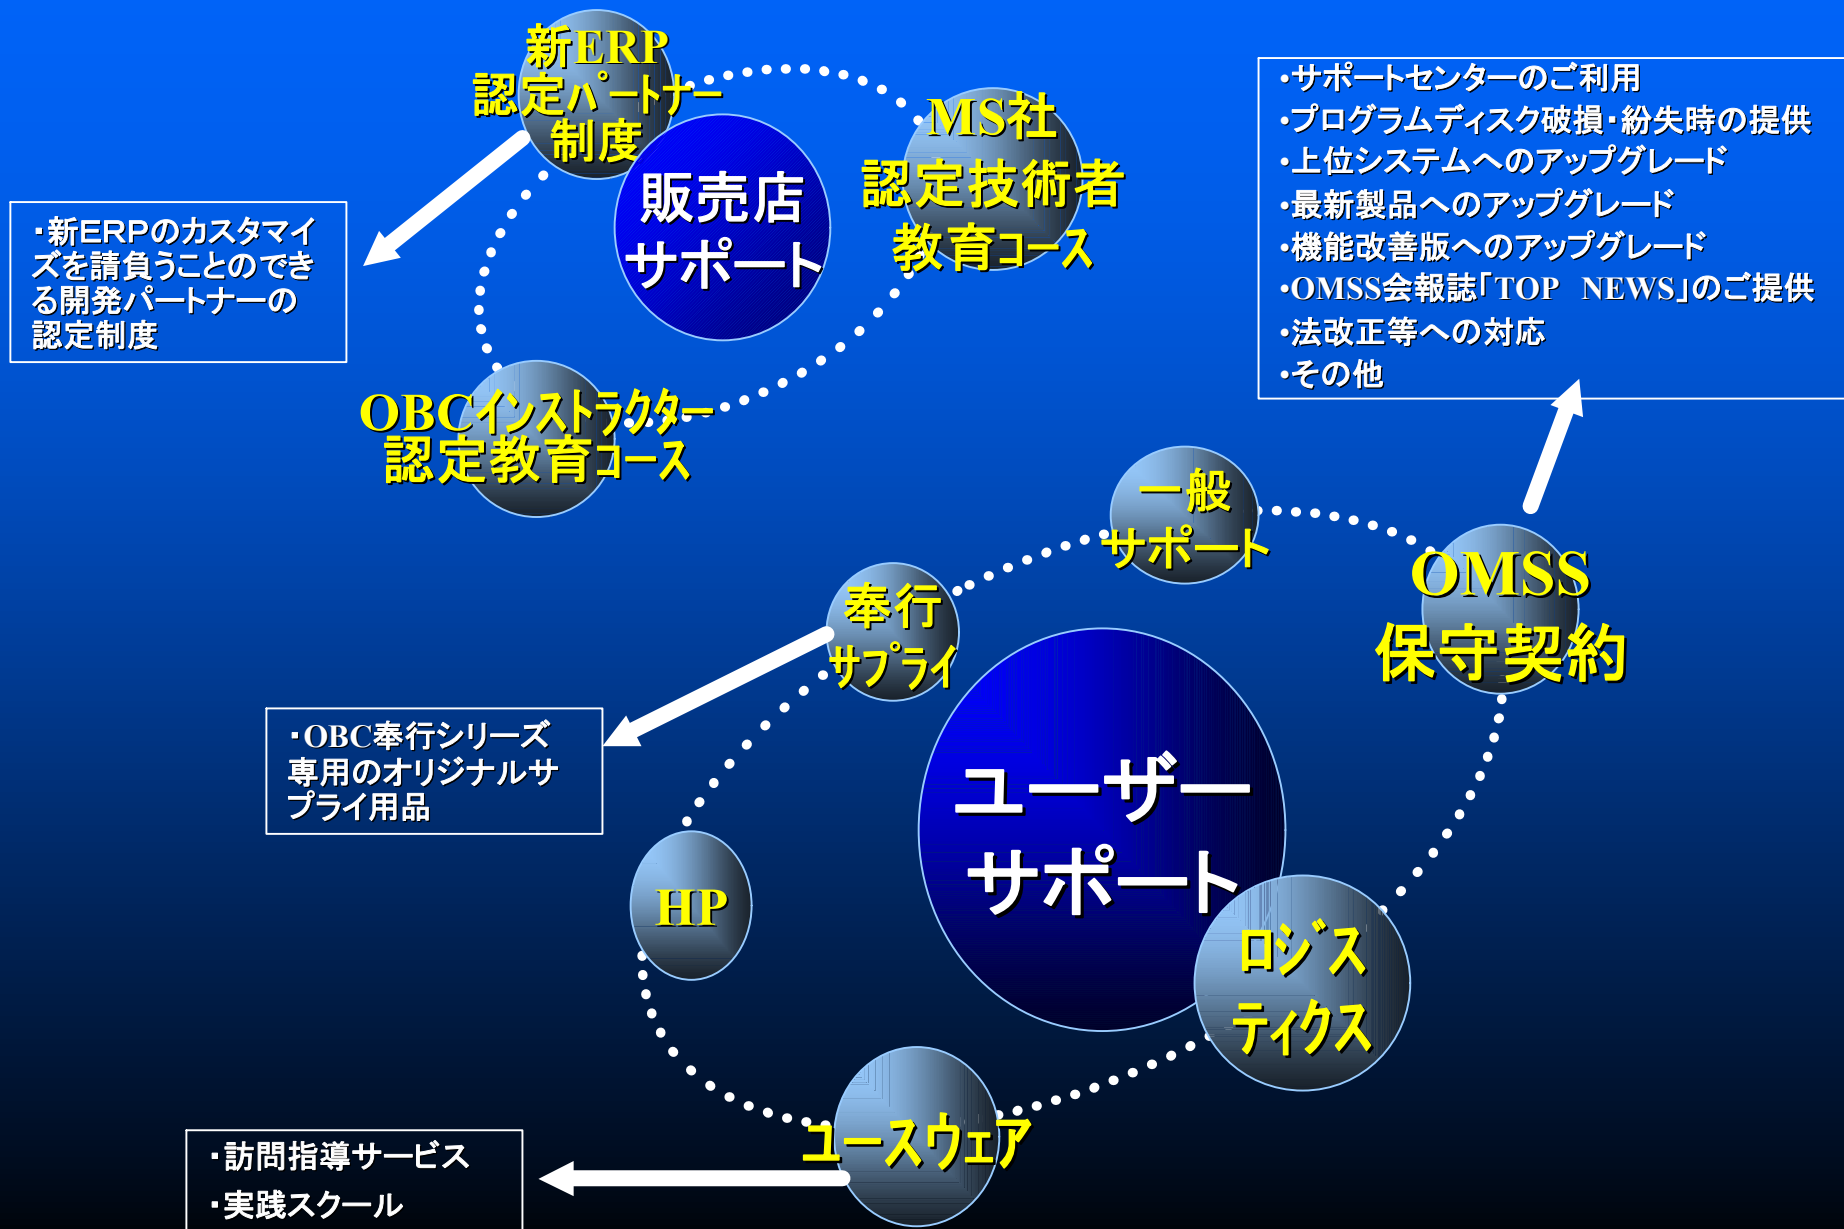 新ERP
認定ﾊﾟｰﾄﾅｰ
制度
MS社
認定技術者
教育ｺｰｽ
販売店
サポート
・新ERPのカスタマイ
ズを請負うことのでき
る開発パートナーの
認定制度
OBCｲﾝｽﾄﾗｸﾀｰ
認定教育ｺｰｽ
•サポートセンターのご利用
•プログラムディスク破損・紛失時の提供
•上位システムへのアップグレード
•最新製品へのアップグレード
•機能改善版へのアップグレード
•OMSS会報誌「TOP　NEWS」のご提供
•法改正等への対応
•その他
一般
サポート
OMSS
保守契約
奉行
ｻﾌﾟﾗｲ
・OBC奉行シリーズ
専用のオリジナルサ
プライ用品
ユーザー
サポート
HP
ﾛｼﾞｽ
ﾃｨｸｽ
ﾕｰｽｳｪｱ
・訪問指導サービス
・実践スクール